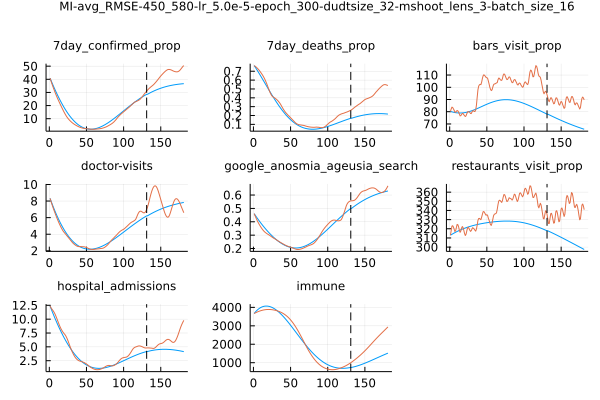 MI-avg_RMSE-450_580-lr_5.0e-5-epoch_300-dudtsize_32-mshoot_lens_3-batch_size_16
7day_confirmed_prop
50
40
30
20
10
0 50 100 150
7day_deaths_prop
0.7
0.6
0.5
0.4
0.3
0.2
0.1
0 50 100 150
bars_visit_prop
110
100
90
80
70
0 50 100 150
doctor-visits
10
8
6
4
2
0 50 100 150
google_anosmia_ageusia_search
0.6
0.5
0.4
0.3
0.2
0 50 100 150
restaurants_visit_prop
360
350
340
330
320
310
300
0 50 100 150
hospital_admissions
12.5
10.0
7.5
5.0
2.5
0 50 100 150
immune
4000
3000
2000
1000
0 50 100 150